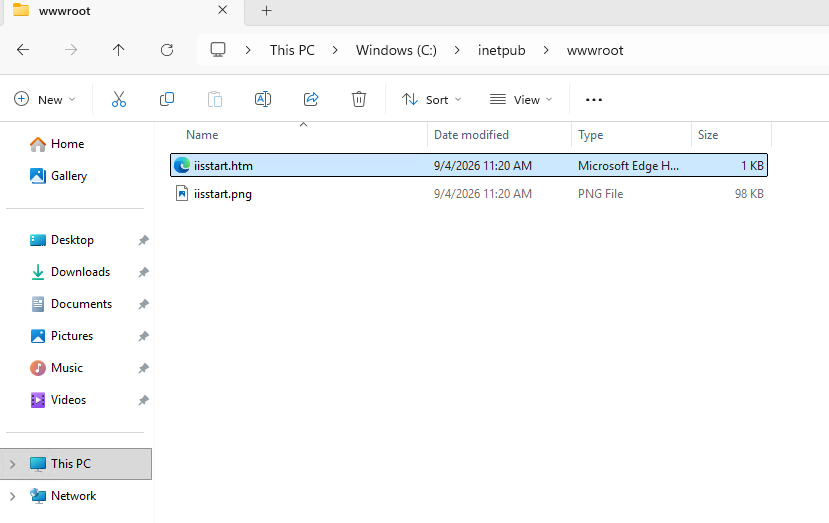 wwwroot
This PC > Windows (C:) > inetpub > wwwroot
New Sort View
Name Date modified Type Size
Home
Gallery
Desktop
Downloads
Documents
Pictures
Music
Videos
This PC
Network
iisstart.htm 9/4/2026 11:20 AM Microsoft Edge H... 1 KB
iisstart.png 9/4/2026 11:20 AM PNG File 98 KB